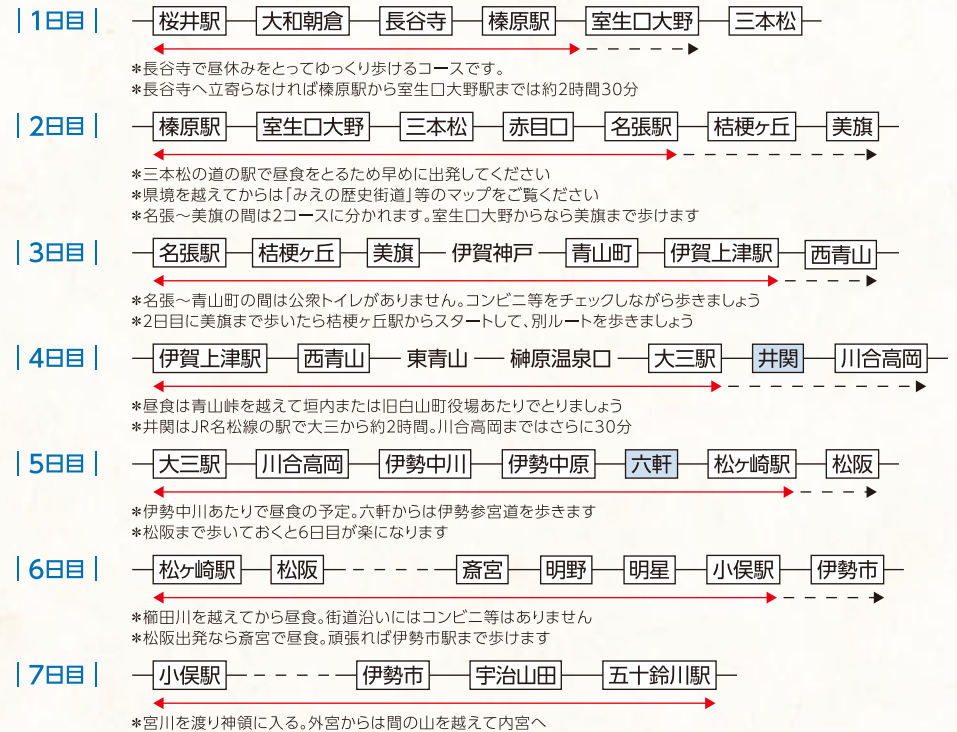 1日目 桜井駅 大和朝倉 長谷寺 榛原駅 室生口大野 三本松
*長谷寺で昼休みをとってゆっくり歩けるコースです。
*長谷寺へ立寄らなければ榛原駅から室生口大野駅までは約2時間30分
2日目 榛原駅 室生口大野 三本松 赤目口 名張駅 桔梗ヶ丘 美旗
*三本松の道の駅で昼食をとるため早めに出発してください
*県境を越えてからは「みえの歴史街道」等のマップをご覧ください
*名張～美旗の間は2コースに分かれます。室生口大野からなら美旗まで歩けます
3日目 名張駅 桔梗ヶ丘 美旗 伊賀神戸 青山町 伊賀上津駅 西青山
*名張～青山町の間は公衆トイレがありません。コンビニ等をチェックしながら歩きましょう
*2日目に美旗まで歩いたら桔梗ヶ丘駅からスタートして、別ルートを歩きましょう
4日目 伊賀上津駅 西青山 東青山 榊原温泉口 大三駅 井関 川合高岡
*昼食は青山峠を越えて垣内または旧白山町役場あたりでとりましょう
*井関はJR名松線の駅で大三から約2時間。川合高岡まではさらに30分
5日目 大三駅 川合高岡 伊勢中川 伊勢中原 六軒 松ヶ崎駅 松阪
*伊勢中川あたりで昼食の予定。六軒からは伊勢参宮道を歩きます
*松阪まで歩いておくと6日目が楽になります
6日目 松ヶ崎駅 松阪 斎宮 明野 明星 小俣駅 伊勢市
*櫛田川を越えてから昼食。街道沿いにはコンビニ等はありません
*松阪出発なら斎宮で昼食。頑張れば伊勢市駅まで歩けます
7日目 小俣駅 伊勢市 宇治山田 五十鈴川駅
*宮川を渡り神領に入る。外宮からは間の山を越えて内宮へ